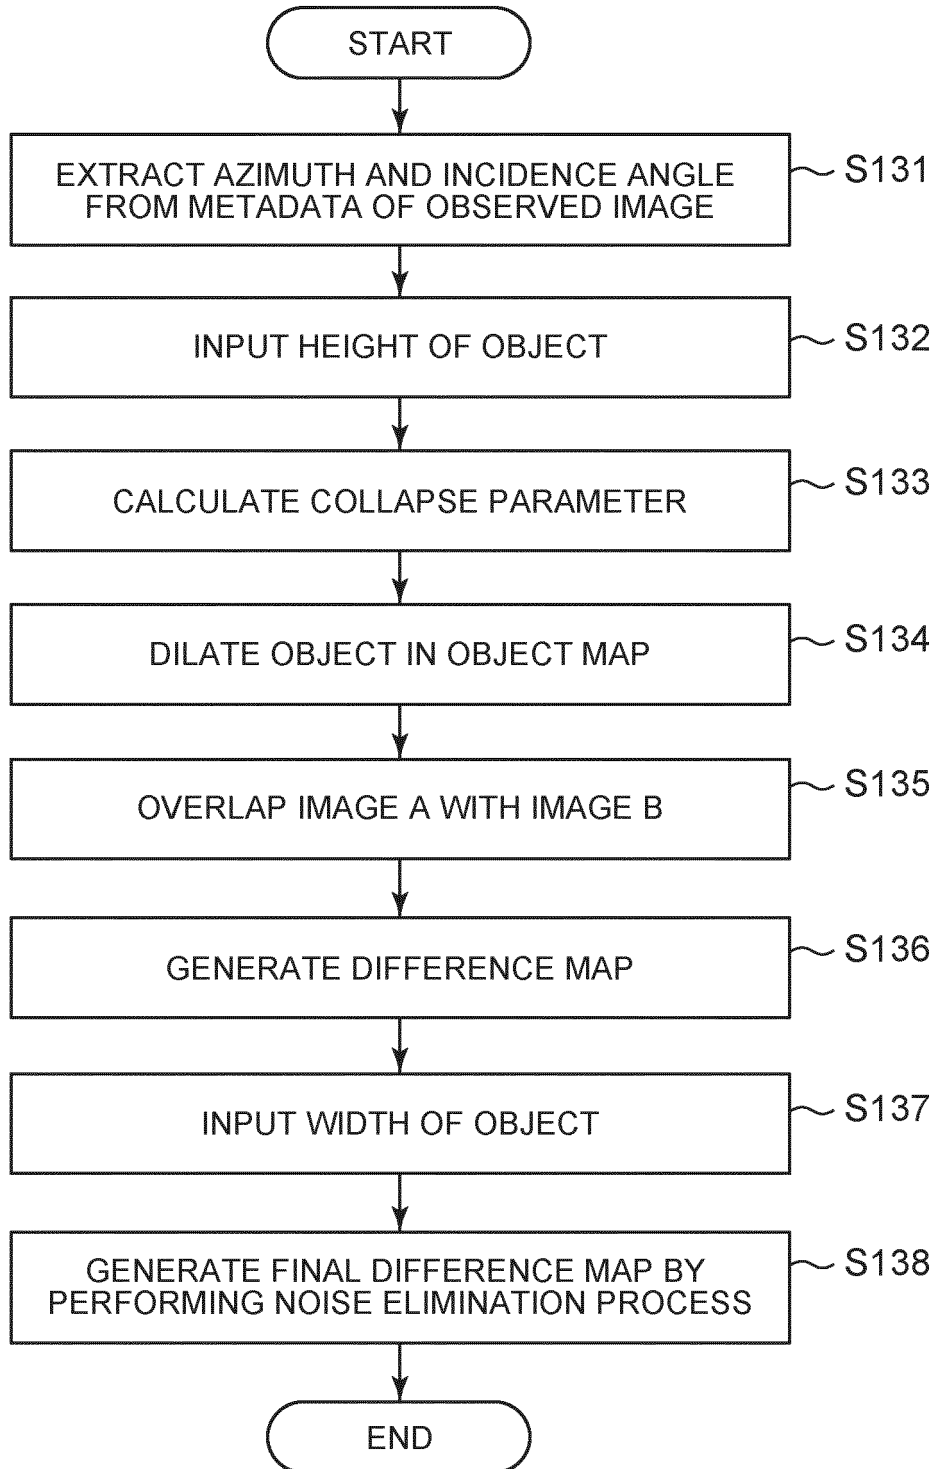 START
EXTRACT AZIMUTH AND INCIDENCE ANGLE
FROM METADATA OF OBSERVED IMAGE
S131
INPUT HEIGHT OF OBJECT
S132
CALCULATE COLLAPSE PARAMETER
S133
DILATE OBJECT IN OBJECT MAP
S134
OVERLAP IMAGE A WITH IMAGE B
S135
GENERATE DIFFERENCE MAP
S136
INPUT WIDTH OF OBJECT
S137
GENERATE FINAL DIFFERENCE MAP BY
PERFORMING NOISE ELIMINATION PROCESS
S138
END